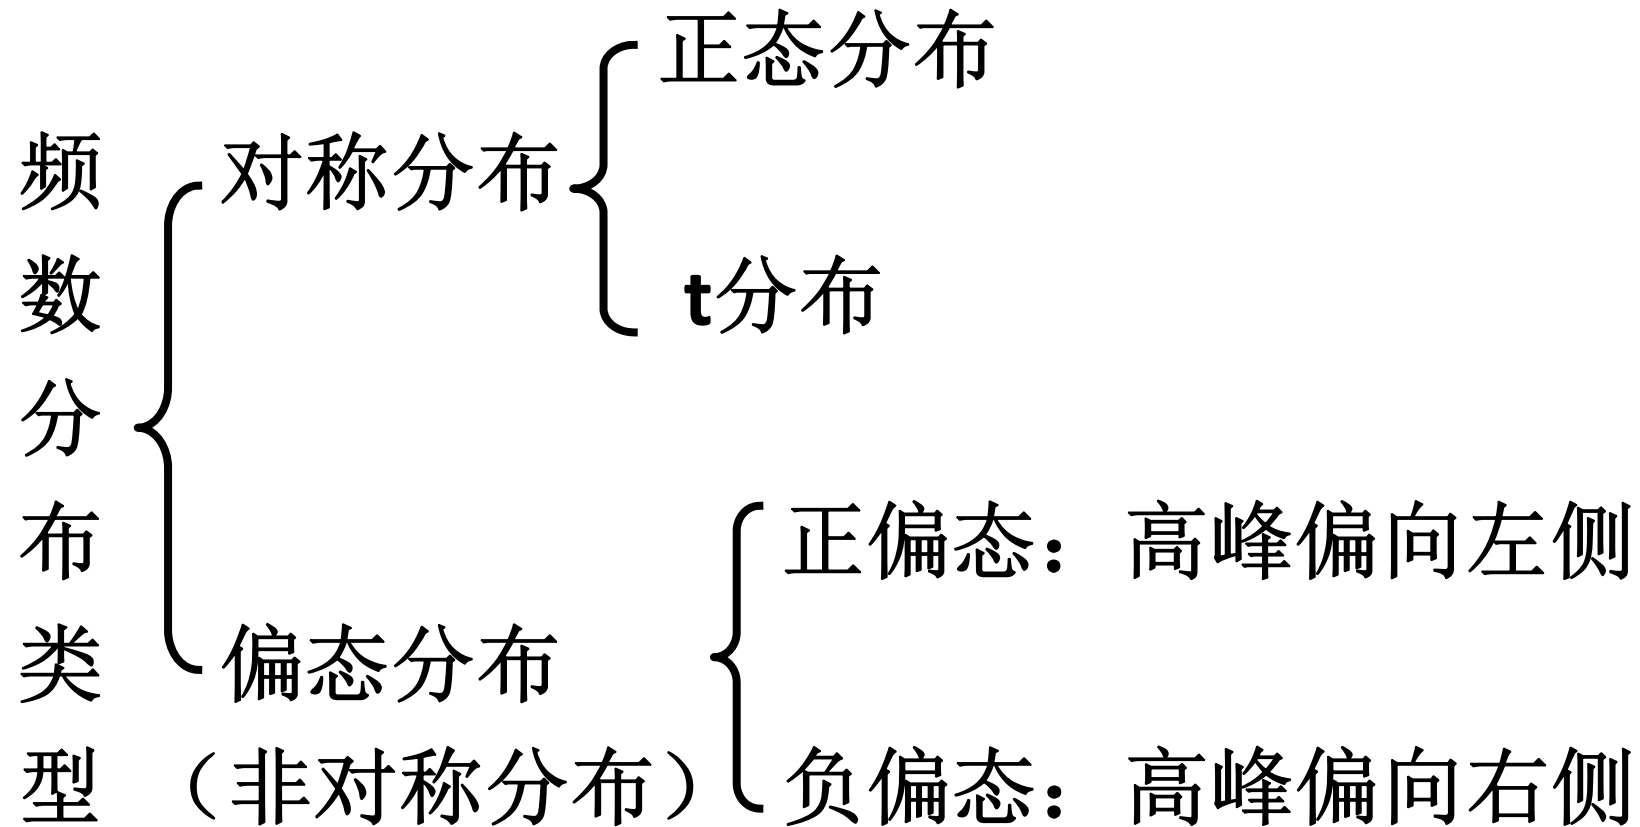 频数分布类型
对称分布
正态分布
t分布
偏态分布
（非对称分布）
正偏态：高峰偏向左侧
负偏态：高峰偏向右侧